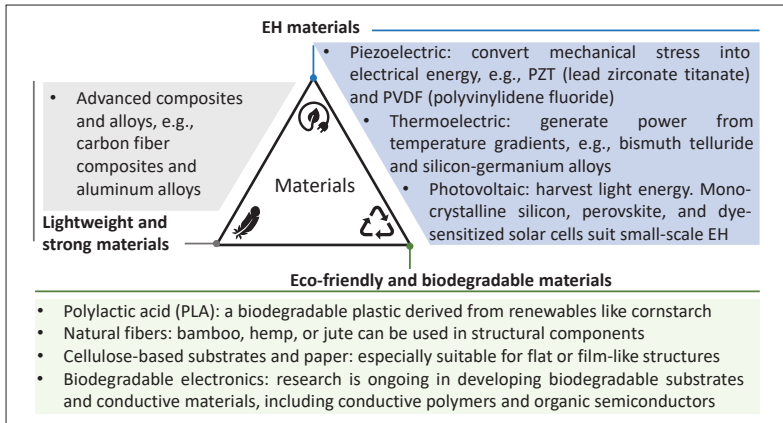 EH materials
• Piezoelectric: convert mechanical stress into
electrical energy, e.g., PZT (lead zirconate titanate)
and PVDF (polyvinylidene fluoride)
• Thermoelectric: generate power from
temperature gradients, e.g., bismuth telluride
and silicon-germanium alloys
• Photovoltaic: harvest light energy. Mono-
crystalline silicon, perovskite, and dye-
sensitized solar cells suit small-scale EH
• Advanced composites
and alloys, e.g.,
carbon fiber
composites and
aluminum alloys
Materials
Lightweight and
strong materials
Eco-friendly and biodegradable materials
• Polylactic acid (PLA): a biodegradable plastic derived from renewables like cornstarch
• Natural fibers: bamboo, hemp, or jute can be used in structural components
• Cellulose-based substrates and paper: especially suitable for flat or film-like structures
• Biodegradable electronics: research is ongoing in developing biodegradable substrates
and conductive materials, including conductive polymers and organic semiconductors